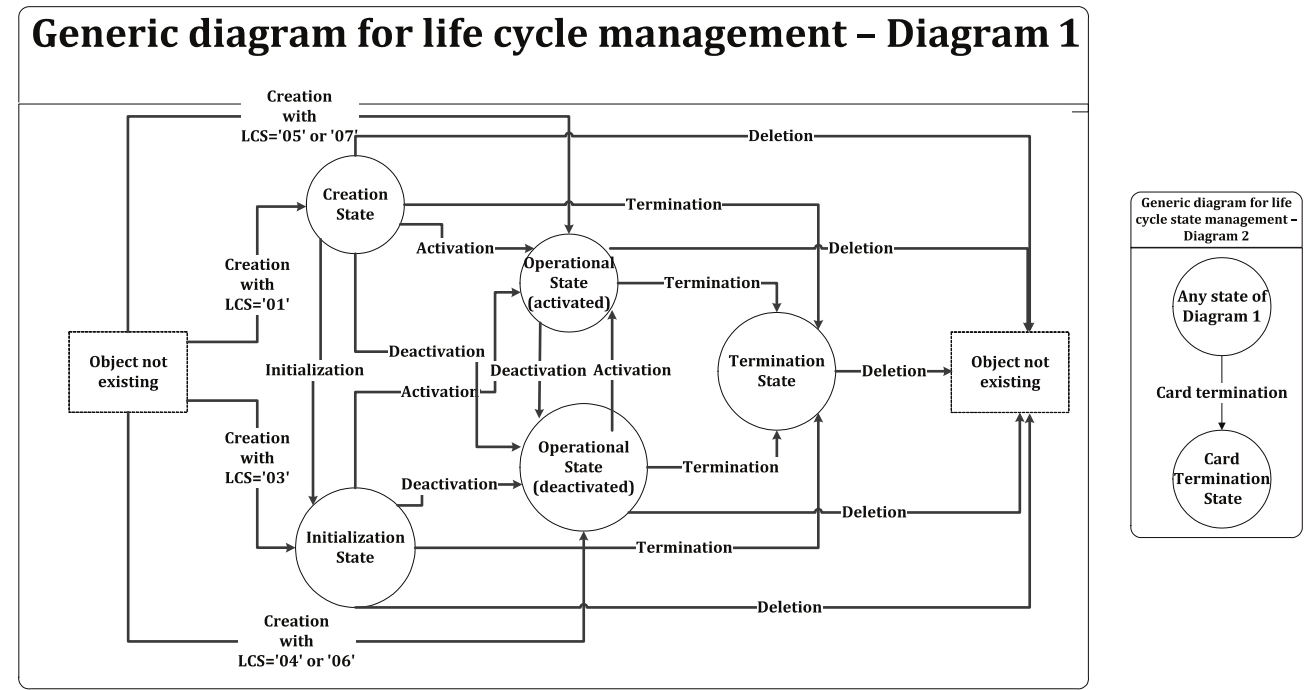 Generic diagram for life cycle management – Diagram 1
Creation
with
LCS='05' or '07'
Deletion
Creation
State
Termination
Activation
Deletion
Creation
with
LCS='01'
Operational
State
(activated)
Termination
Object not
existing
Deactivation
Initialization
Deactivation
Activation
Termination
State
Deletion
Object not
existing
Activation
Creation
with
LCS='03'
Operational
State
(deactivated)
Termination
Deactivation
Deletion
Initialization
State
Termination
Deletion
Creation
with
LCS='04' or '06'
Generic diagram for life
cycle state management –
Diagram 2
Any state of
Diagram 1
Card termination
Card
Termination
State